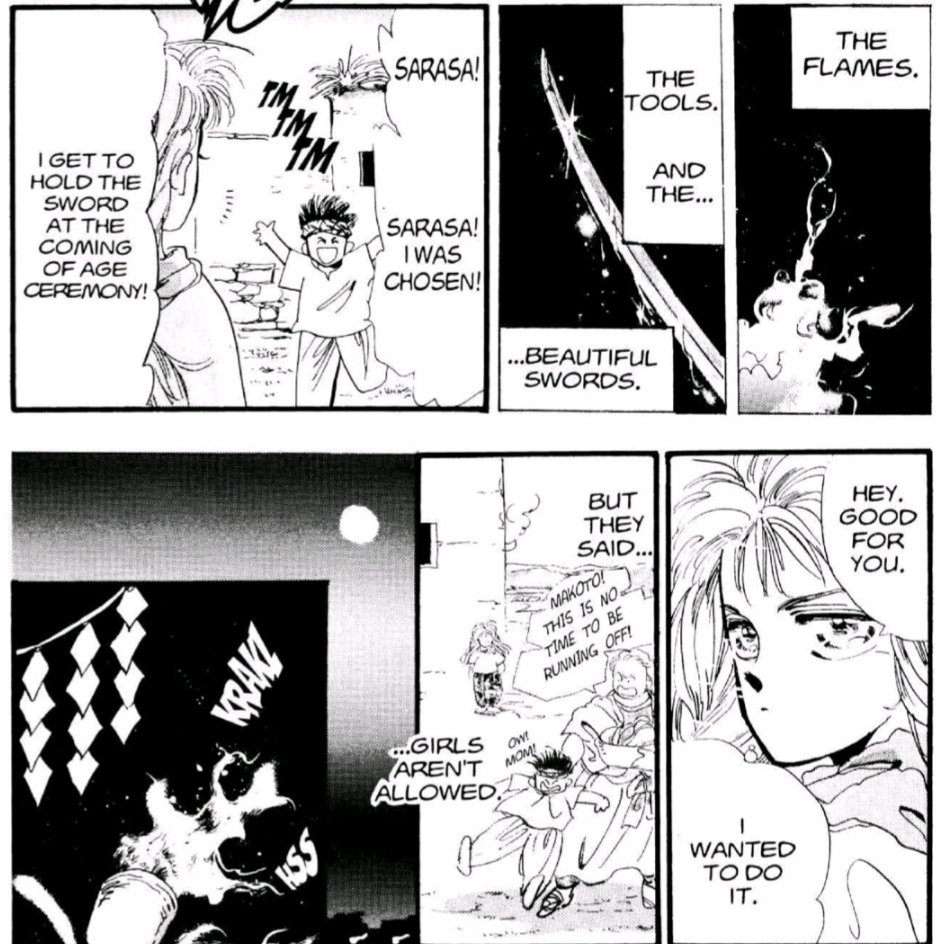 THE
FLAMES.
THE
TOOLS.
AND
THE...
...BEAUTIFUL
SWORDS.
SARASA!
TM
TM
TM
SARASA!
I WAS
CHOSEN!
I GET TO
HOLD THE
SWORD
AT THE
COMING
OF AGE
CEREMONY!
HEY.
GOOD
FOR
YOU.
I
WANTED
TO DO
IT.
BUT
THEY
SAID...
MAKOTO!
THIS IS NO
TIME TO BE
RUNNING OFF!
OW!
MOM!
...GIRLS
AREN'T
ALLOWED.
KRAKL
HSS